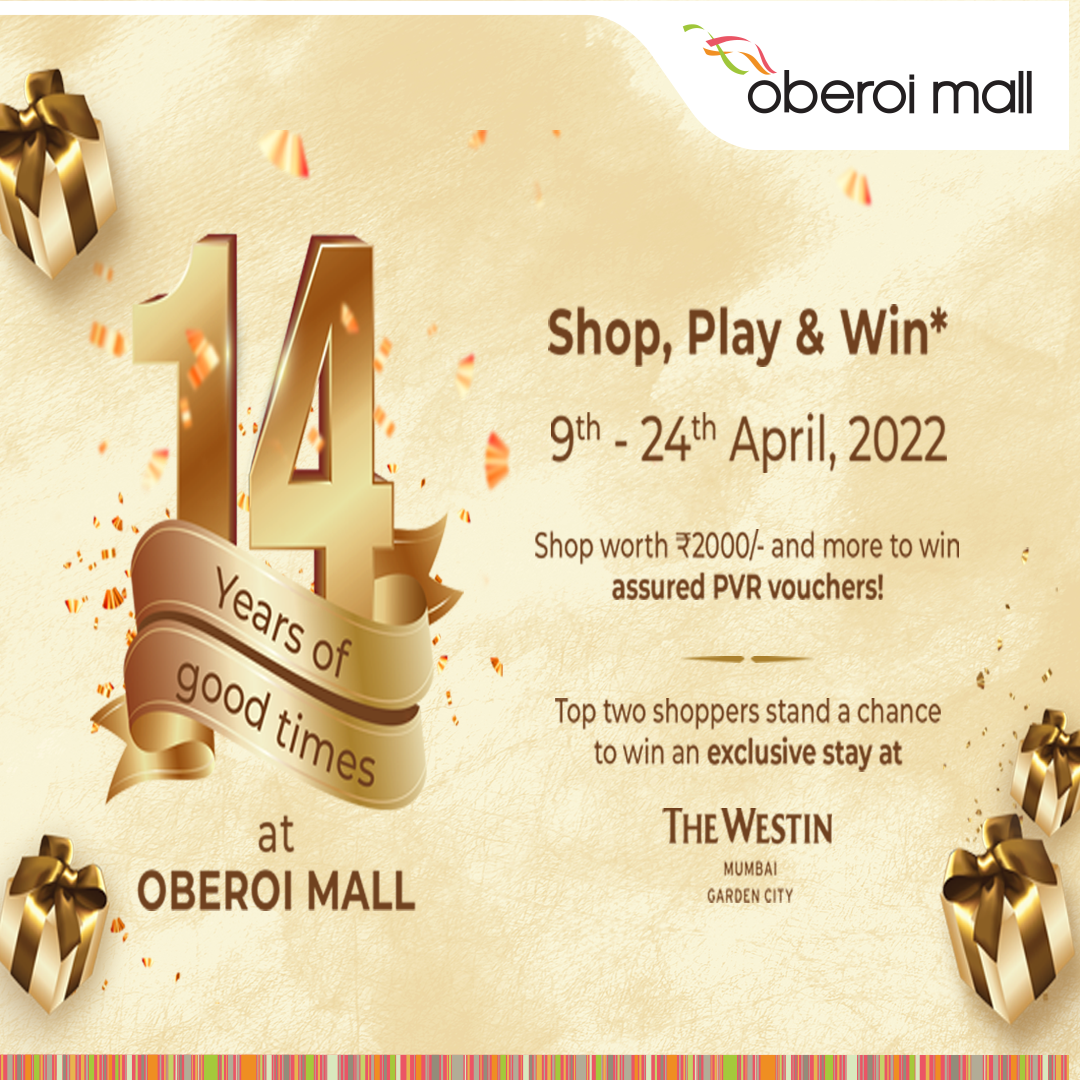 oberoi mall
14
Years of
good times
at
OBEROI MALL
Shop, Play & Win*
9th - 24th April, 2022
Shop worth ₹2000/- and more to win
assured PVR vouchers!
Top two shoppers stand a chance
to win an exclusive stay at
THE WESTIN
MUMBAI
GARDEN CITY